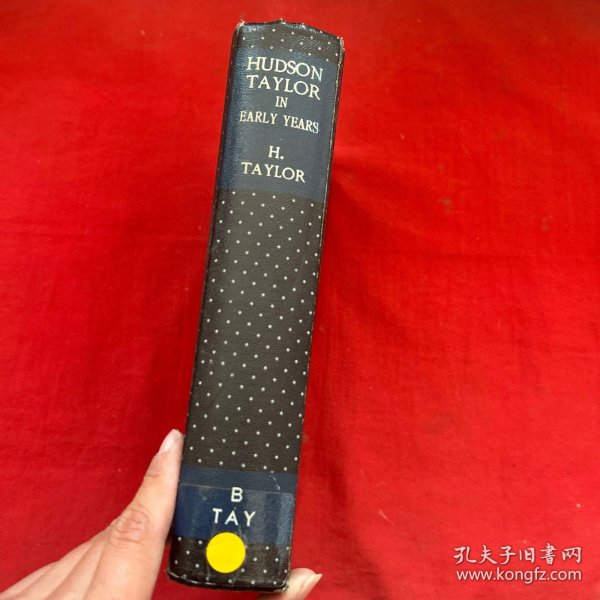 HUDSON
TAYLOR
IN
EARLY YEARS
H.
TAYLOR
B
TAY
孔夫子旧书网
www.kongfz.com